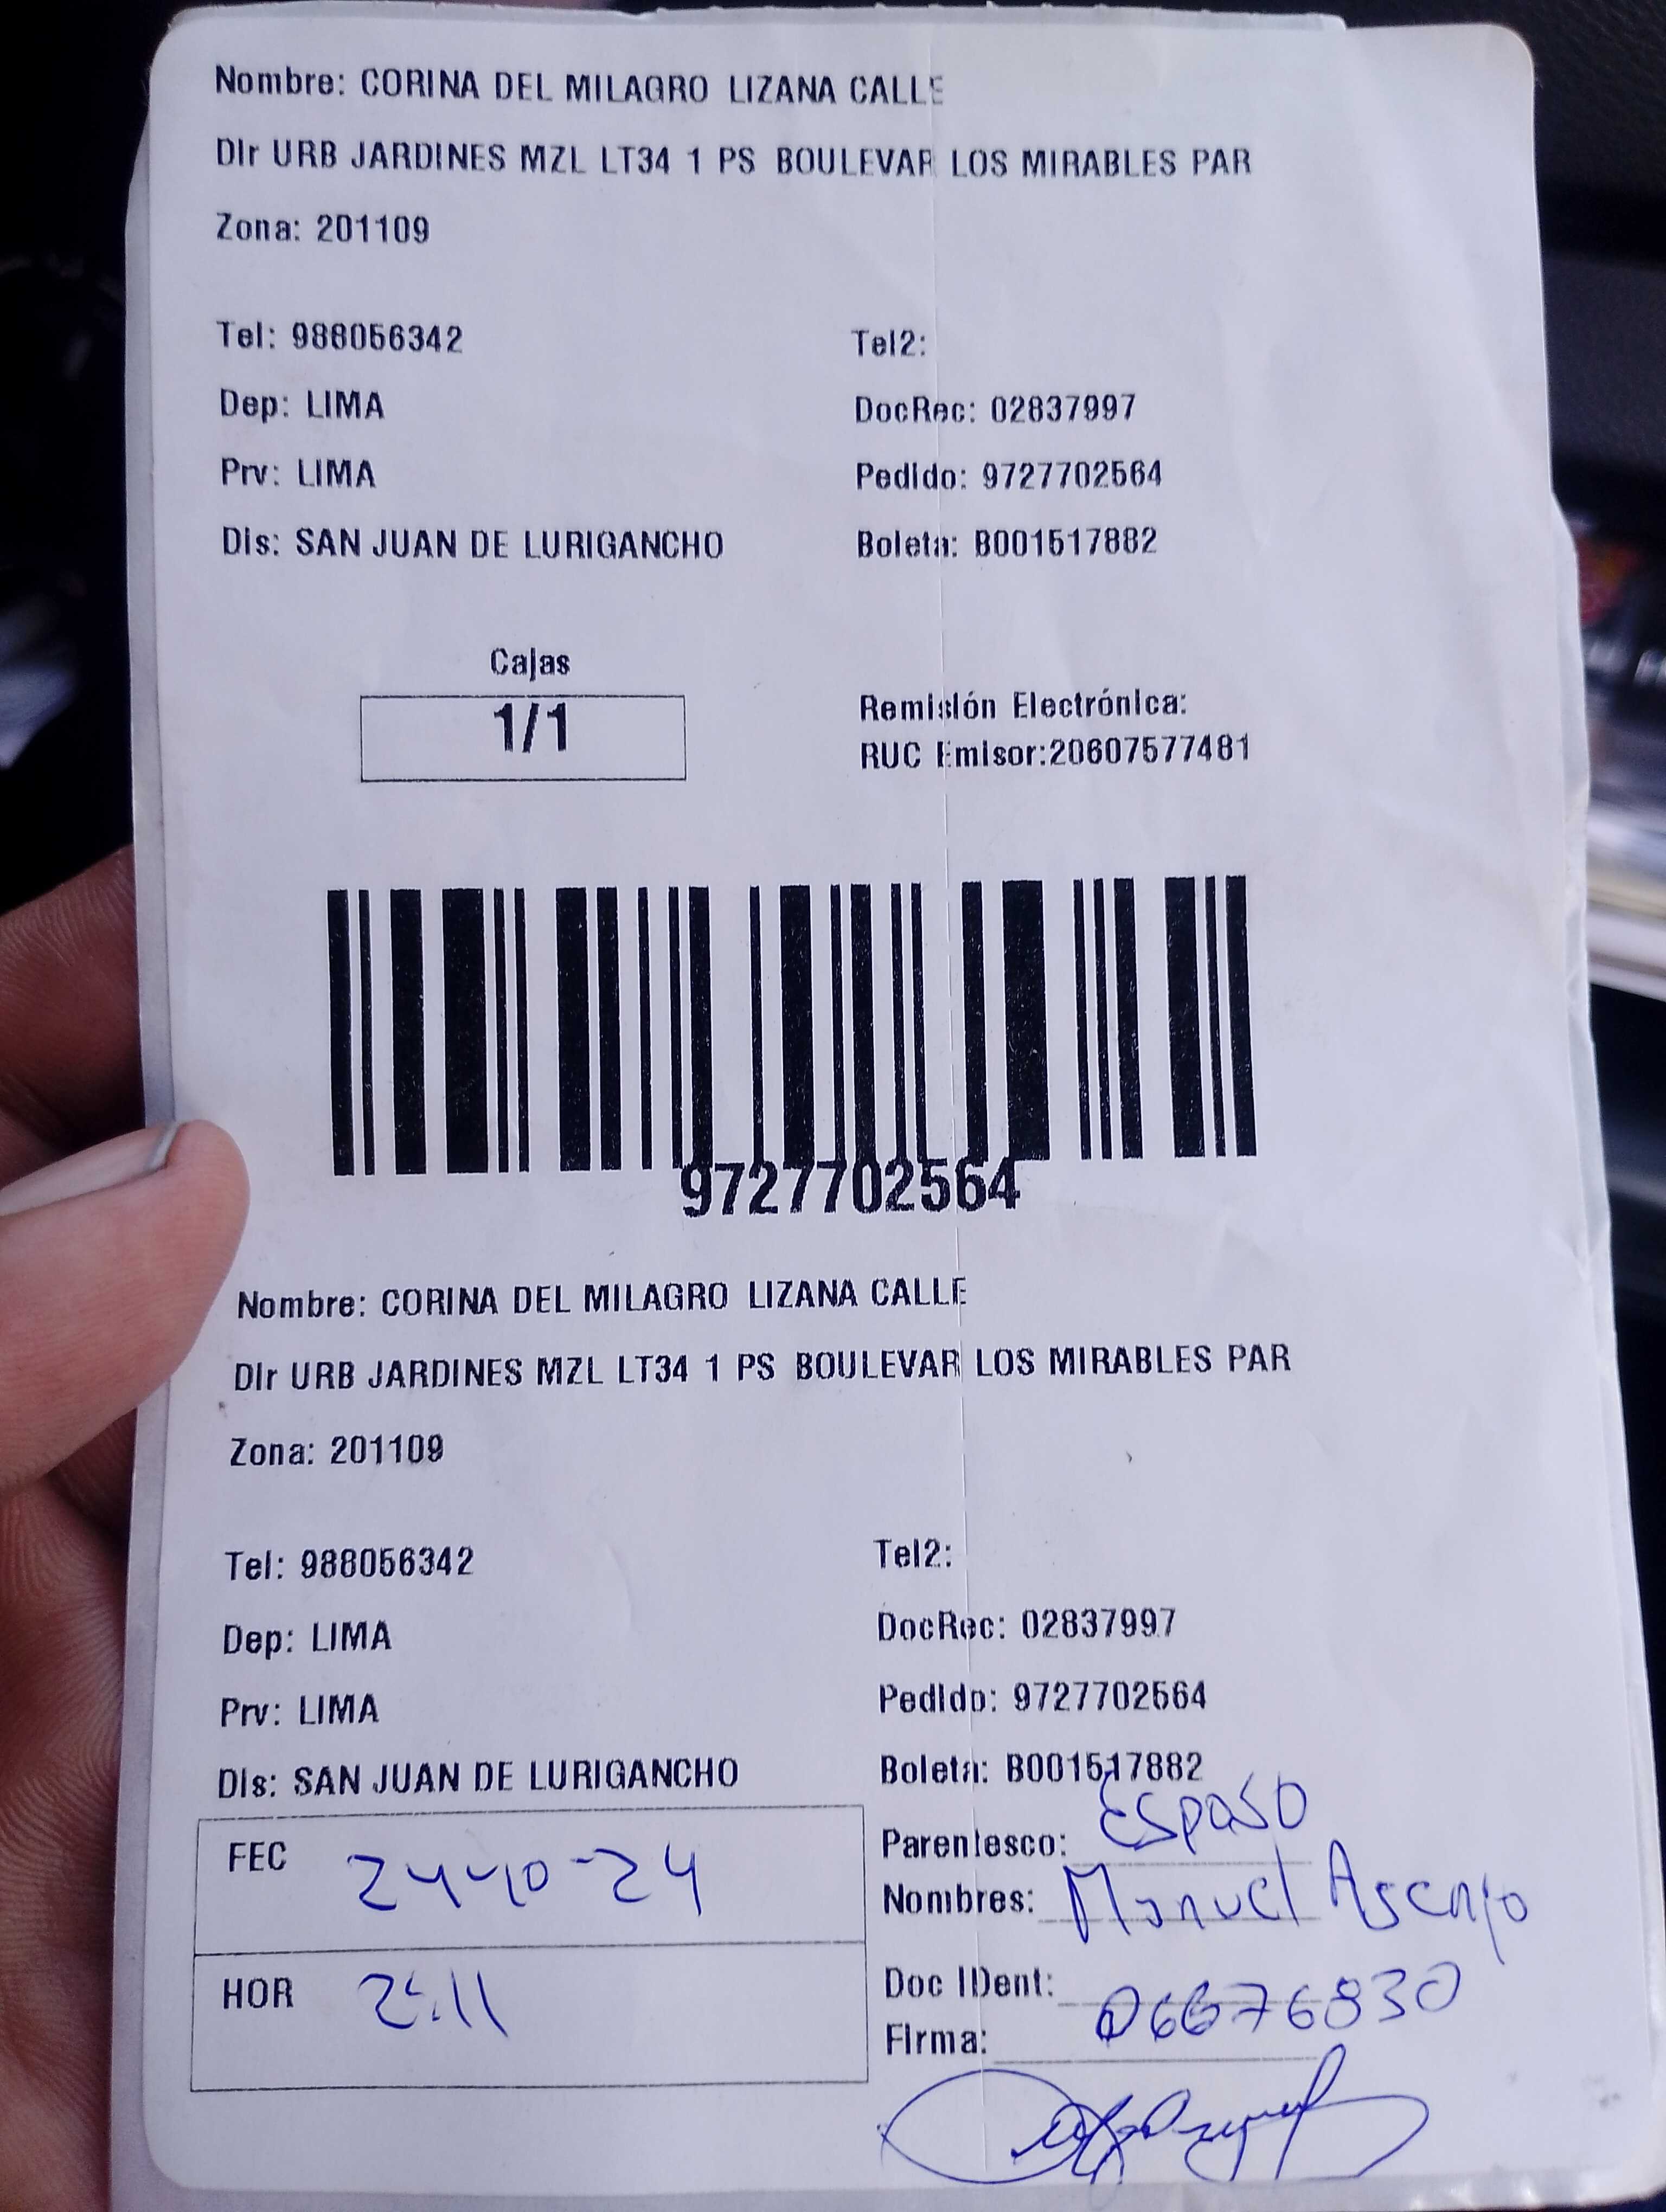 Nombre: CORINA DEL MILAGRO LIZANA CALLE
Dir URB JARDINES MZL LT34 1 PS BOULEVAR LOS MIRABLES PAR
Zona: 201109
Tel: 988056342 Tel2:
Dep: LIMA DocRec: 02837997
Prv: LIMA Pedido: 9727702564
Dis: SAN JUAN DE LURIGANCHO Boleta: B001517882
Cajas
1/1
Remisión Electrónica:
RUC Emisor:20607577481
9727702564
Nombre: CORINA DEL MILAGRO LIZANA CALLE
Dir URB JARDINES MZL LT34 1 PS BOULEVAR LOS MIRABLES PAR
Zona: 201109
Tel: 988056342 Tel2:
Dep: LIMA DocRec: 02837997
Prv: LIMA Pedido: 9727702564
Dis: SAN JUAN DE LURIGANCHO Boleta: B001517882
FEC 24-10-24
Parentesco: Esposo
Nombres: Manuel Asenjo
HOR
Doc IDent: 06676830
Firma: